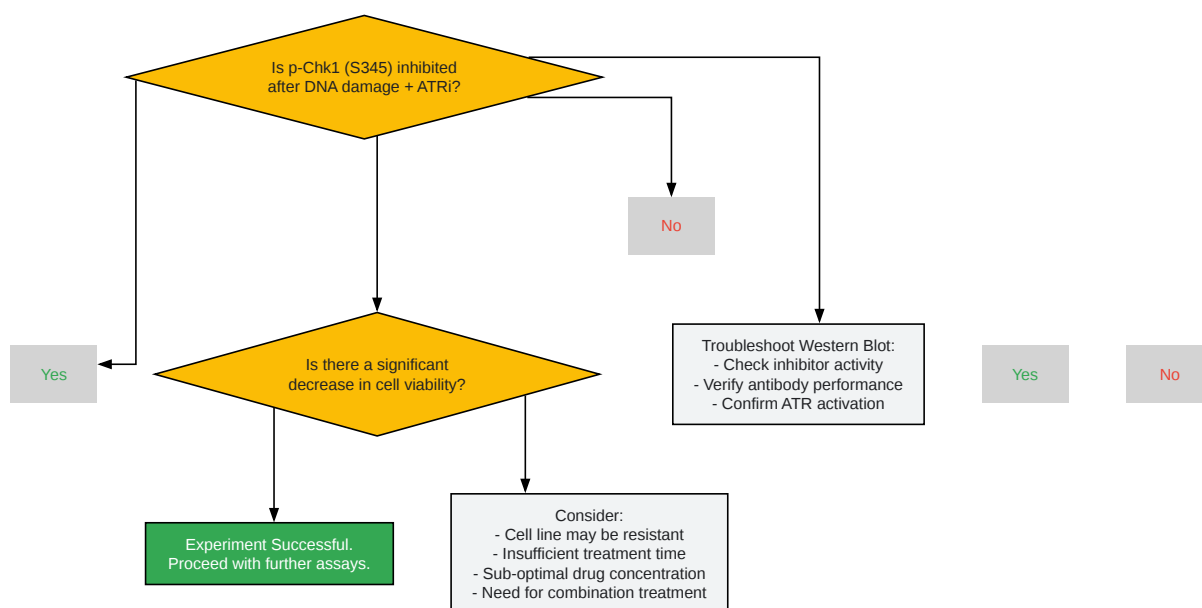 Is p-Chk1 (S345) inhibited
after DNA damage + ATRi?
No
Yes
Is there a significant
decrease in cell viability?
Troubleshoot Western Blot:
- Check inhibitor activity
- Verify antibody performance
- Confirm ATR activation
Yes
No
Experiment Successful.
Proceed with further assays.
Consider:
- Cell line may be resistant
- Insufficient treatment time
- Sub-optimal drug concentration
- Need for combination treatment